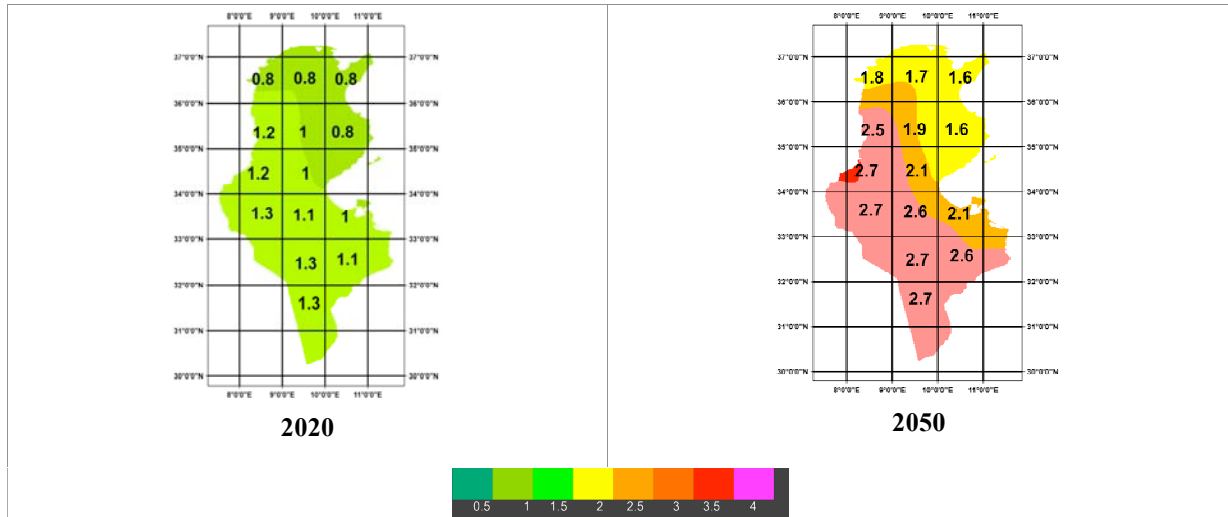 8°0'0"E 9°0'0"E 10°0'0"E 11°0'0"E
37°0'0"N 0.8 0.8 0.8 37°0'0"N
36°0'0"N 36°0'0"N
1.2 1 0.8
35°0'0"N 35°0'0"N
1.2 1
34°0'0"N 34°0'0"N
1.3 1.1 1
33°0'0"N 33°0'0"N
1.3 1.1
32°0'0"N 32°0'0"N
1.3
31°0'0"N 31°0'0"N
30°0'0"N 30°0'0"N
8°0'0"E 9°0'0"E 10°0'0"E 11°0'0"E
2020
8°0'0"E 9°0'0"E 10°0'0"E 11°0'0"E
37°0'0"N 37°0'0"N
1.8 1.7 1.6
36°0'0"N 36°0'0"N
2.5 1.9 1.6
35°0'0"N 35°0'0"N
2.7 2.1
34°0'0"N 34°0'0"N
2.7 2.6 2.1
33°0'0"N 33°0'0"N
2.7 2.6
32°0'0"N 32°0'0"N
2.7
31°0'0"N 31°0'0"N
30°0'0"N 30°0'0"N
8°0'0"E 9°0'0"E 10°0'0"E 11°0'0"E
2050
0.5 1 1.5 2 2.5 3 3.5 4